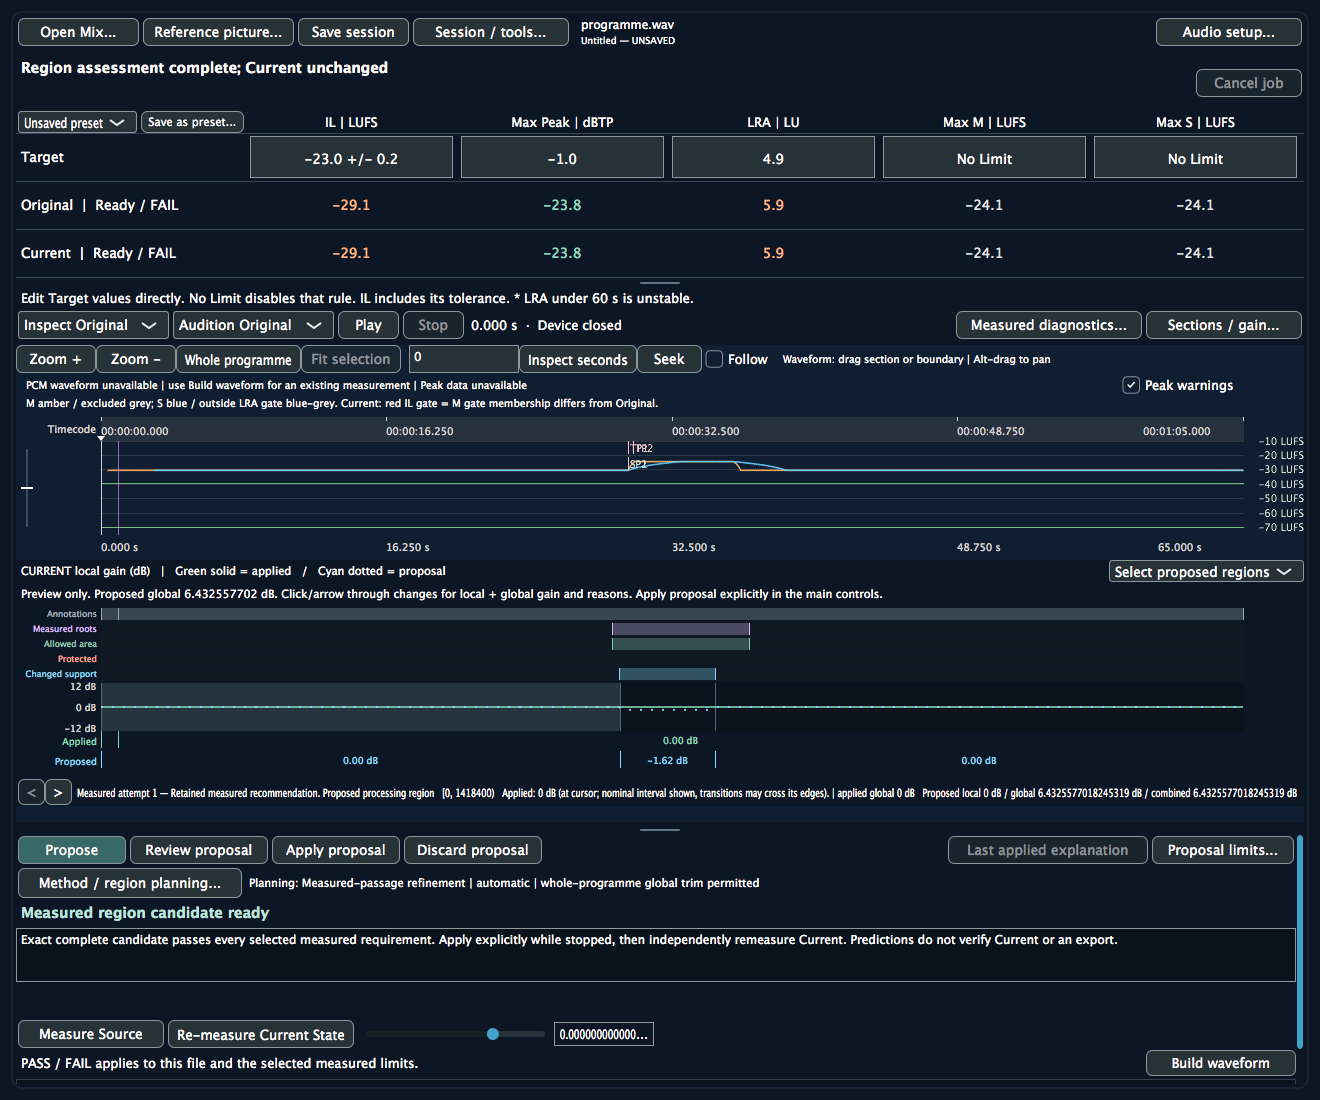 Open Mix... Reference picture... Save session Session / tools... programme.wav Audio setup...
Untitled — UNSAVED
Region assessment complete; Current unchanged
Cancel job
Unsaved preset Save as preset... IL | LUFS Max Peak | dBTP LRA | LU Max M | LUFS Max S | LUFS
Target -23.0 +/- 0.2 -1.0 4.9 No Limit No Limit
Original | Ready / FAIL -29.1 -23.8 5.9 -24.1 -24.1
Current | Ready / FAIL -29.1 -23.8 5.9 -24.1 -24.1
Edit Target values directly. No Limit disables that rule. IL includes its tolerance. * LRA under 60 s is unstable.
Inspect Original Audition Original Play Stop 0.000 s · Device closed Measured diagnostics... Sections / gain...
Zoom + Zoom − Whole programme Fit selection 0 Inspect seconds Seek Follow Waveform: drag section or boundary | Alt-drag to pan
PCM waveform unavailable | use Build waveform for an existing measurement | Peak data unavailable Peak warnings
M amber / excluded grey; S blue / outside LRA gate blue-grey. Current: red IL gate = M gate membership differs from Original.
Timecode 00:00:00.000 00:00:16.250 00:00:32.500 00:00:48.750 00:01:05.000
-10 LUFS
-20 LUFS
-30 LUFS
-40 LUFS
-50 LUFS
-60 LUFS
-70 LUFS
0.000 s 16.250 s 32.500 s 48.750 s 65.000 s
CURRENT local gain (dB) | Green solid = applied / Cyan dotted = proposal Select proposed regions
Preview only. Proposed global 6.432557702 dB. Click/arrow through changes for local + global gain and reasons. Apply proposal explicitly in the main controls.
Annotations
Measured roots
Allowed area
Protected
Changed support
12 dB
0 dB
-12 dB
Applied 0.00 dB
Proposed 0.00 dB -1.62 dB 0.00 dB
< > Measured attempt 1 — Retained measured recommendation. Proposed processing region [0, 1418400) Applied: 0 dB (at cursor; nominal interval shown, transitions may cross its edges). | applied global 0 dB Proposed local 0 dB / global 6.4325577018245319 dB / combined 6.4325577018245319 dB
Propose Review proposal Apply proposal Discard proposal Last applied explanation Proposal limits...
Method / region planning... Planning: Measured-passage refinement | automatic | whole-programme global trim permitted
Measured region candidate ready
Exact complete candidate passes every selected measured requirement. Apply explicitly while stopped, then independently remeasure Current. Predictions do not verify Current or an export.
Measure Source Re-measure Current State 0.000000000000...
PASS / FAIL applies to this file and the selected measured limits. Build waveform